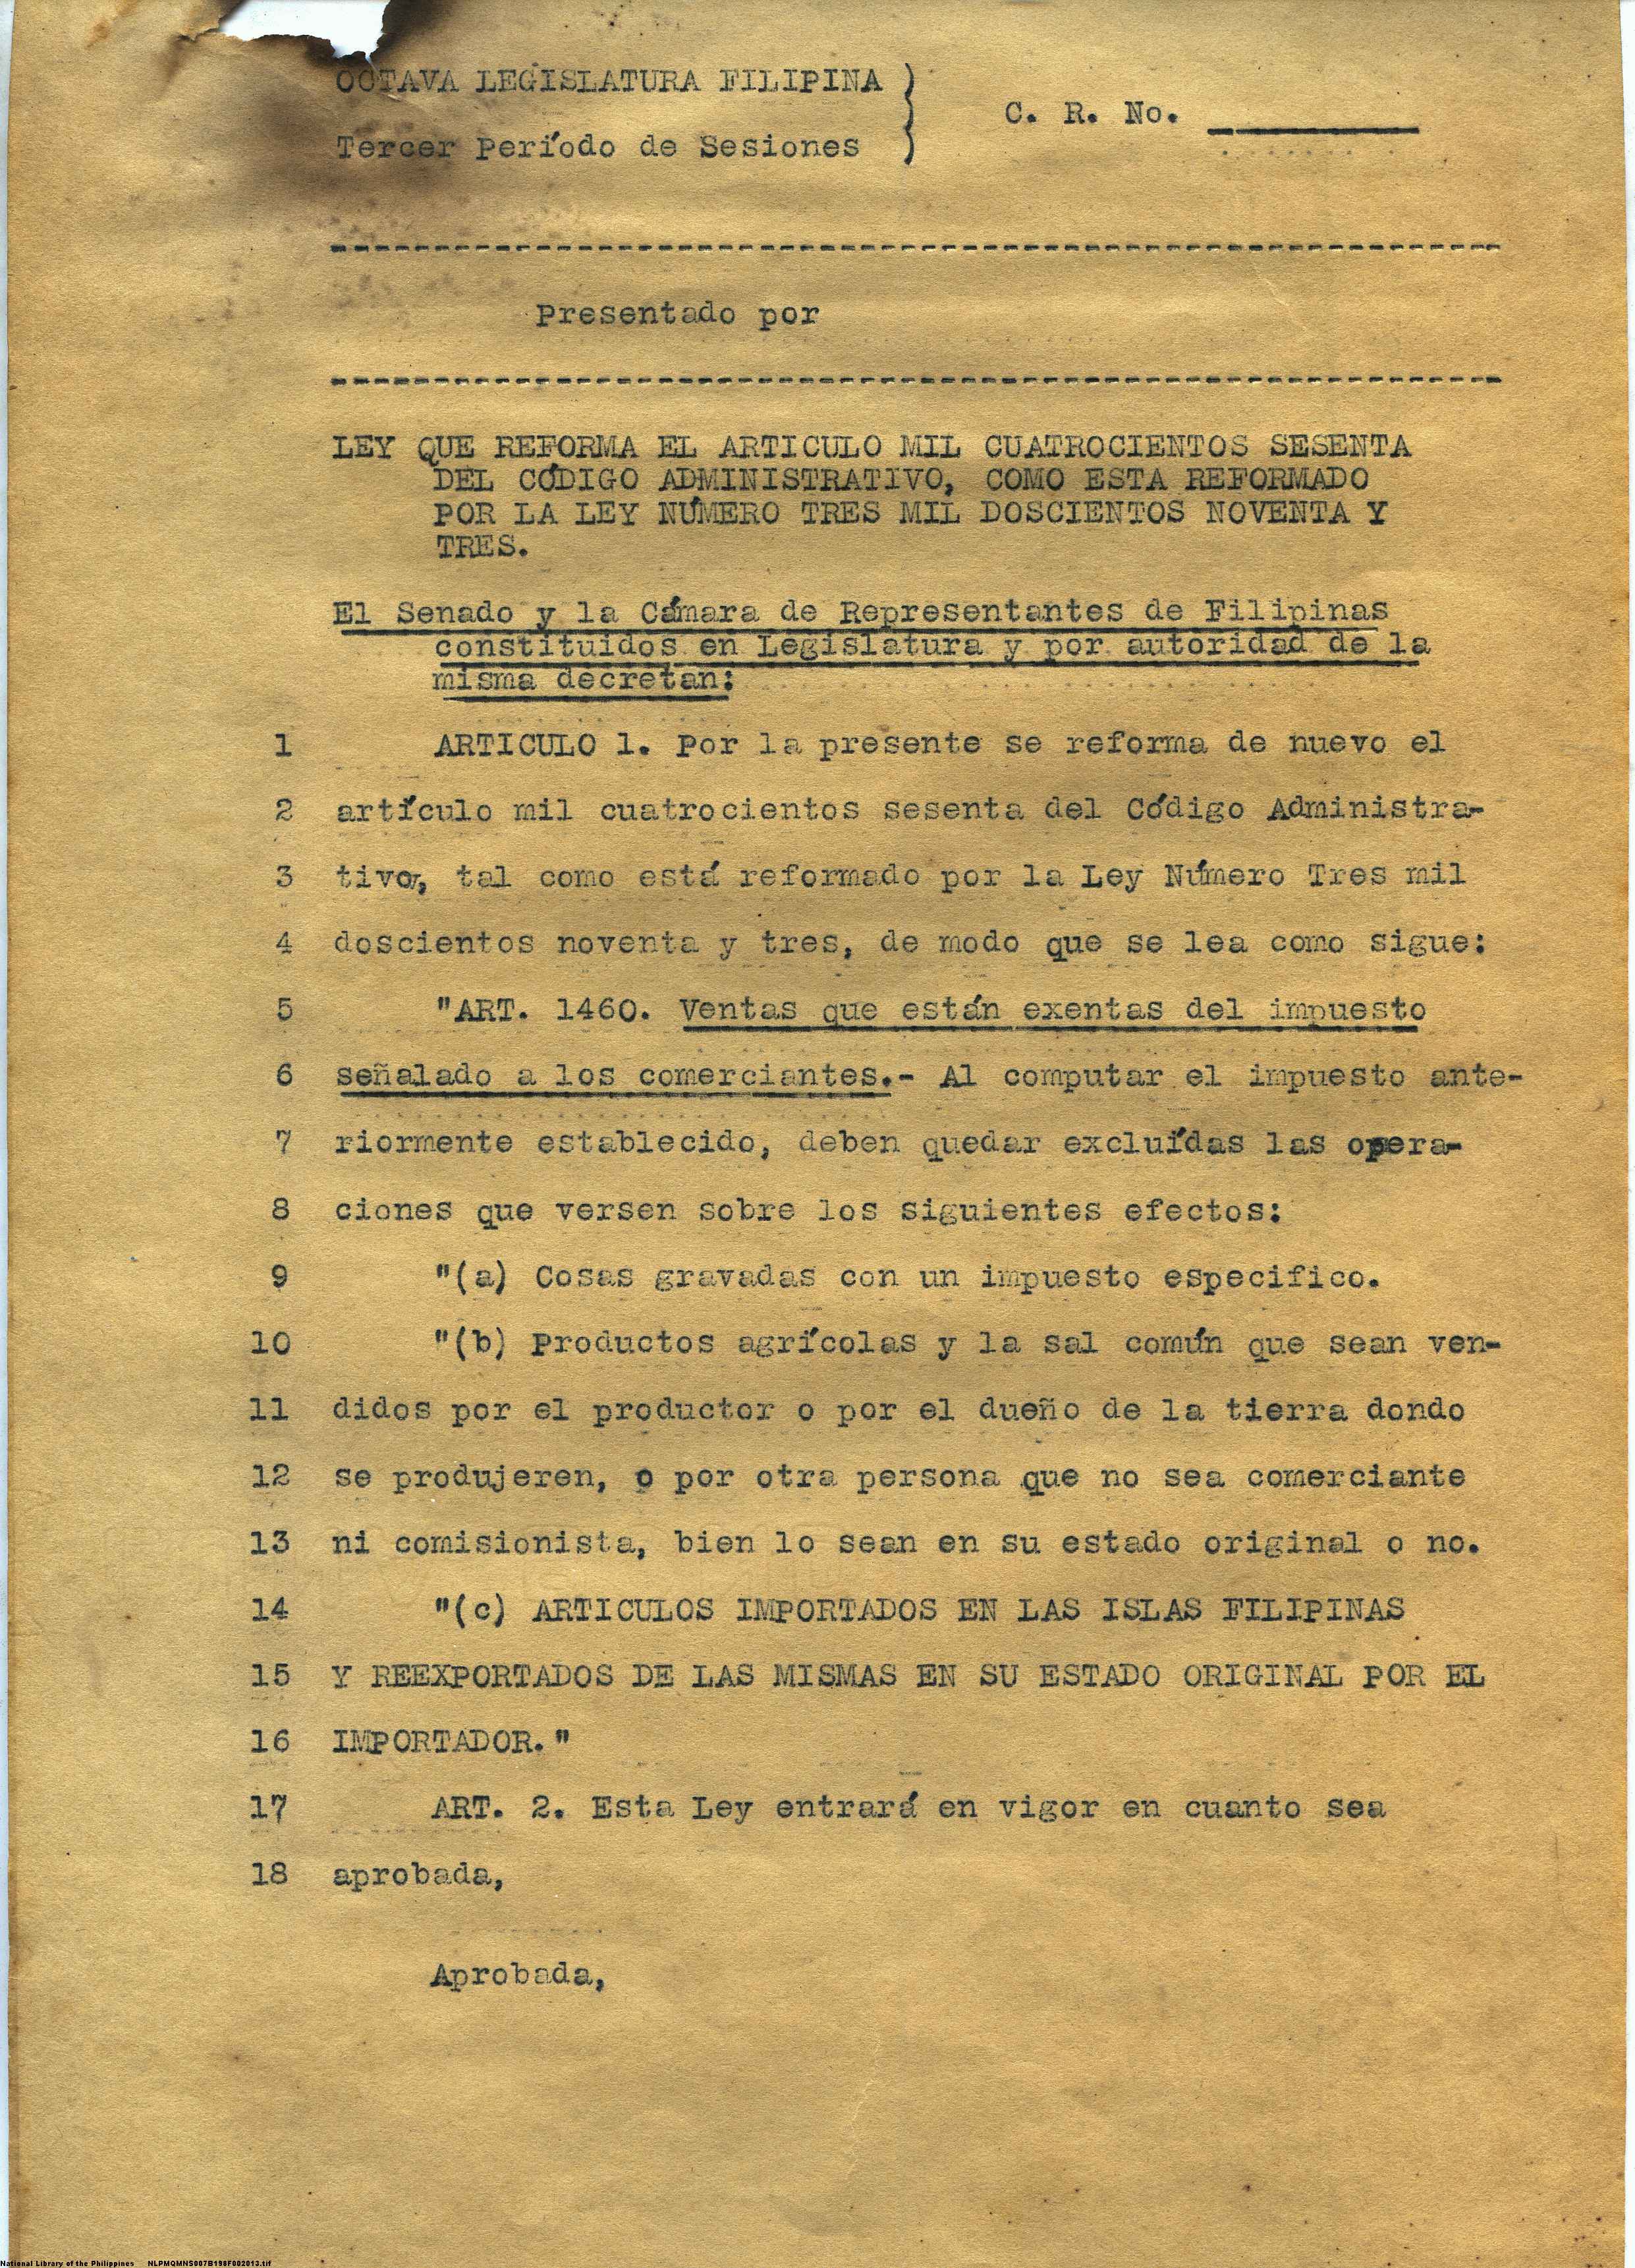 OCTAVA LEGISLATURA FILIPINA )
C. R. No. ________
Tercer Período de Sesiones )
Presentado por
LEY QUE REFORMA EL ARTICULO MIL CUATROCIENTOS SESENTA
DEL CÓDIGO ADMINISTRATIVO, COMO ESTA REFORMADO
POR LA LEY NÚMERO TRES MIL DOSCIENTOS NOVENTA Y
TRES.
El Senado y la Cámara de Representantes de Filipinas
constituidos en Legislatura y por autoridad de la
misma decretan:
1 ARTICULO 1. Por la presente se reforma de nuevo el
2 artículo mil cuatrocientos sesenta del Código Administra-
3 tivo, tal como está reformado por la Ley Número Tres mil
4 doscientos noventa y tres, de modo que se lea como sigue:
5 "ART. 1460. Ventas que están exentas del impuesto
6 señalado a los comerciantes.- Al computar el impuesto ante-
7 riormente establecido, deben quedar excluídas las opera-
8 ciones que versen sobre los siguientes efectos:
9 "(a) Cosas gravadas con un impuesto especifico.
10 "(b) Productos agrícolas y la sal común que sean ven-
11 didos por el productor o por el dueño de la tierra dondo
12 se produjeren, o por otra persona que no sea comerciante
13 ni comisionista, bien lo sean en su estado original o no.
14 "(c) ARTICULOS IMPORTADOS EN LAS ISLAS FILIPINAS
15 Y REEXPORTADOS DE LAS MISMAS EN SU ESTADO ORIGINAL POR EL
16 IMPORTADOR."
17 ART. 2. Esta Ley entrará en vigor en cuanto sea
18 aprobada,
Aprobada,
National Library of the Philippines NLPMQMNS007B198F002013.tif